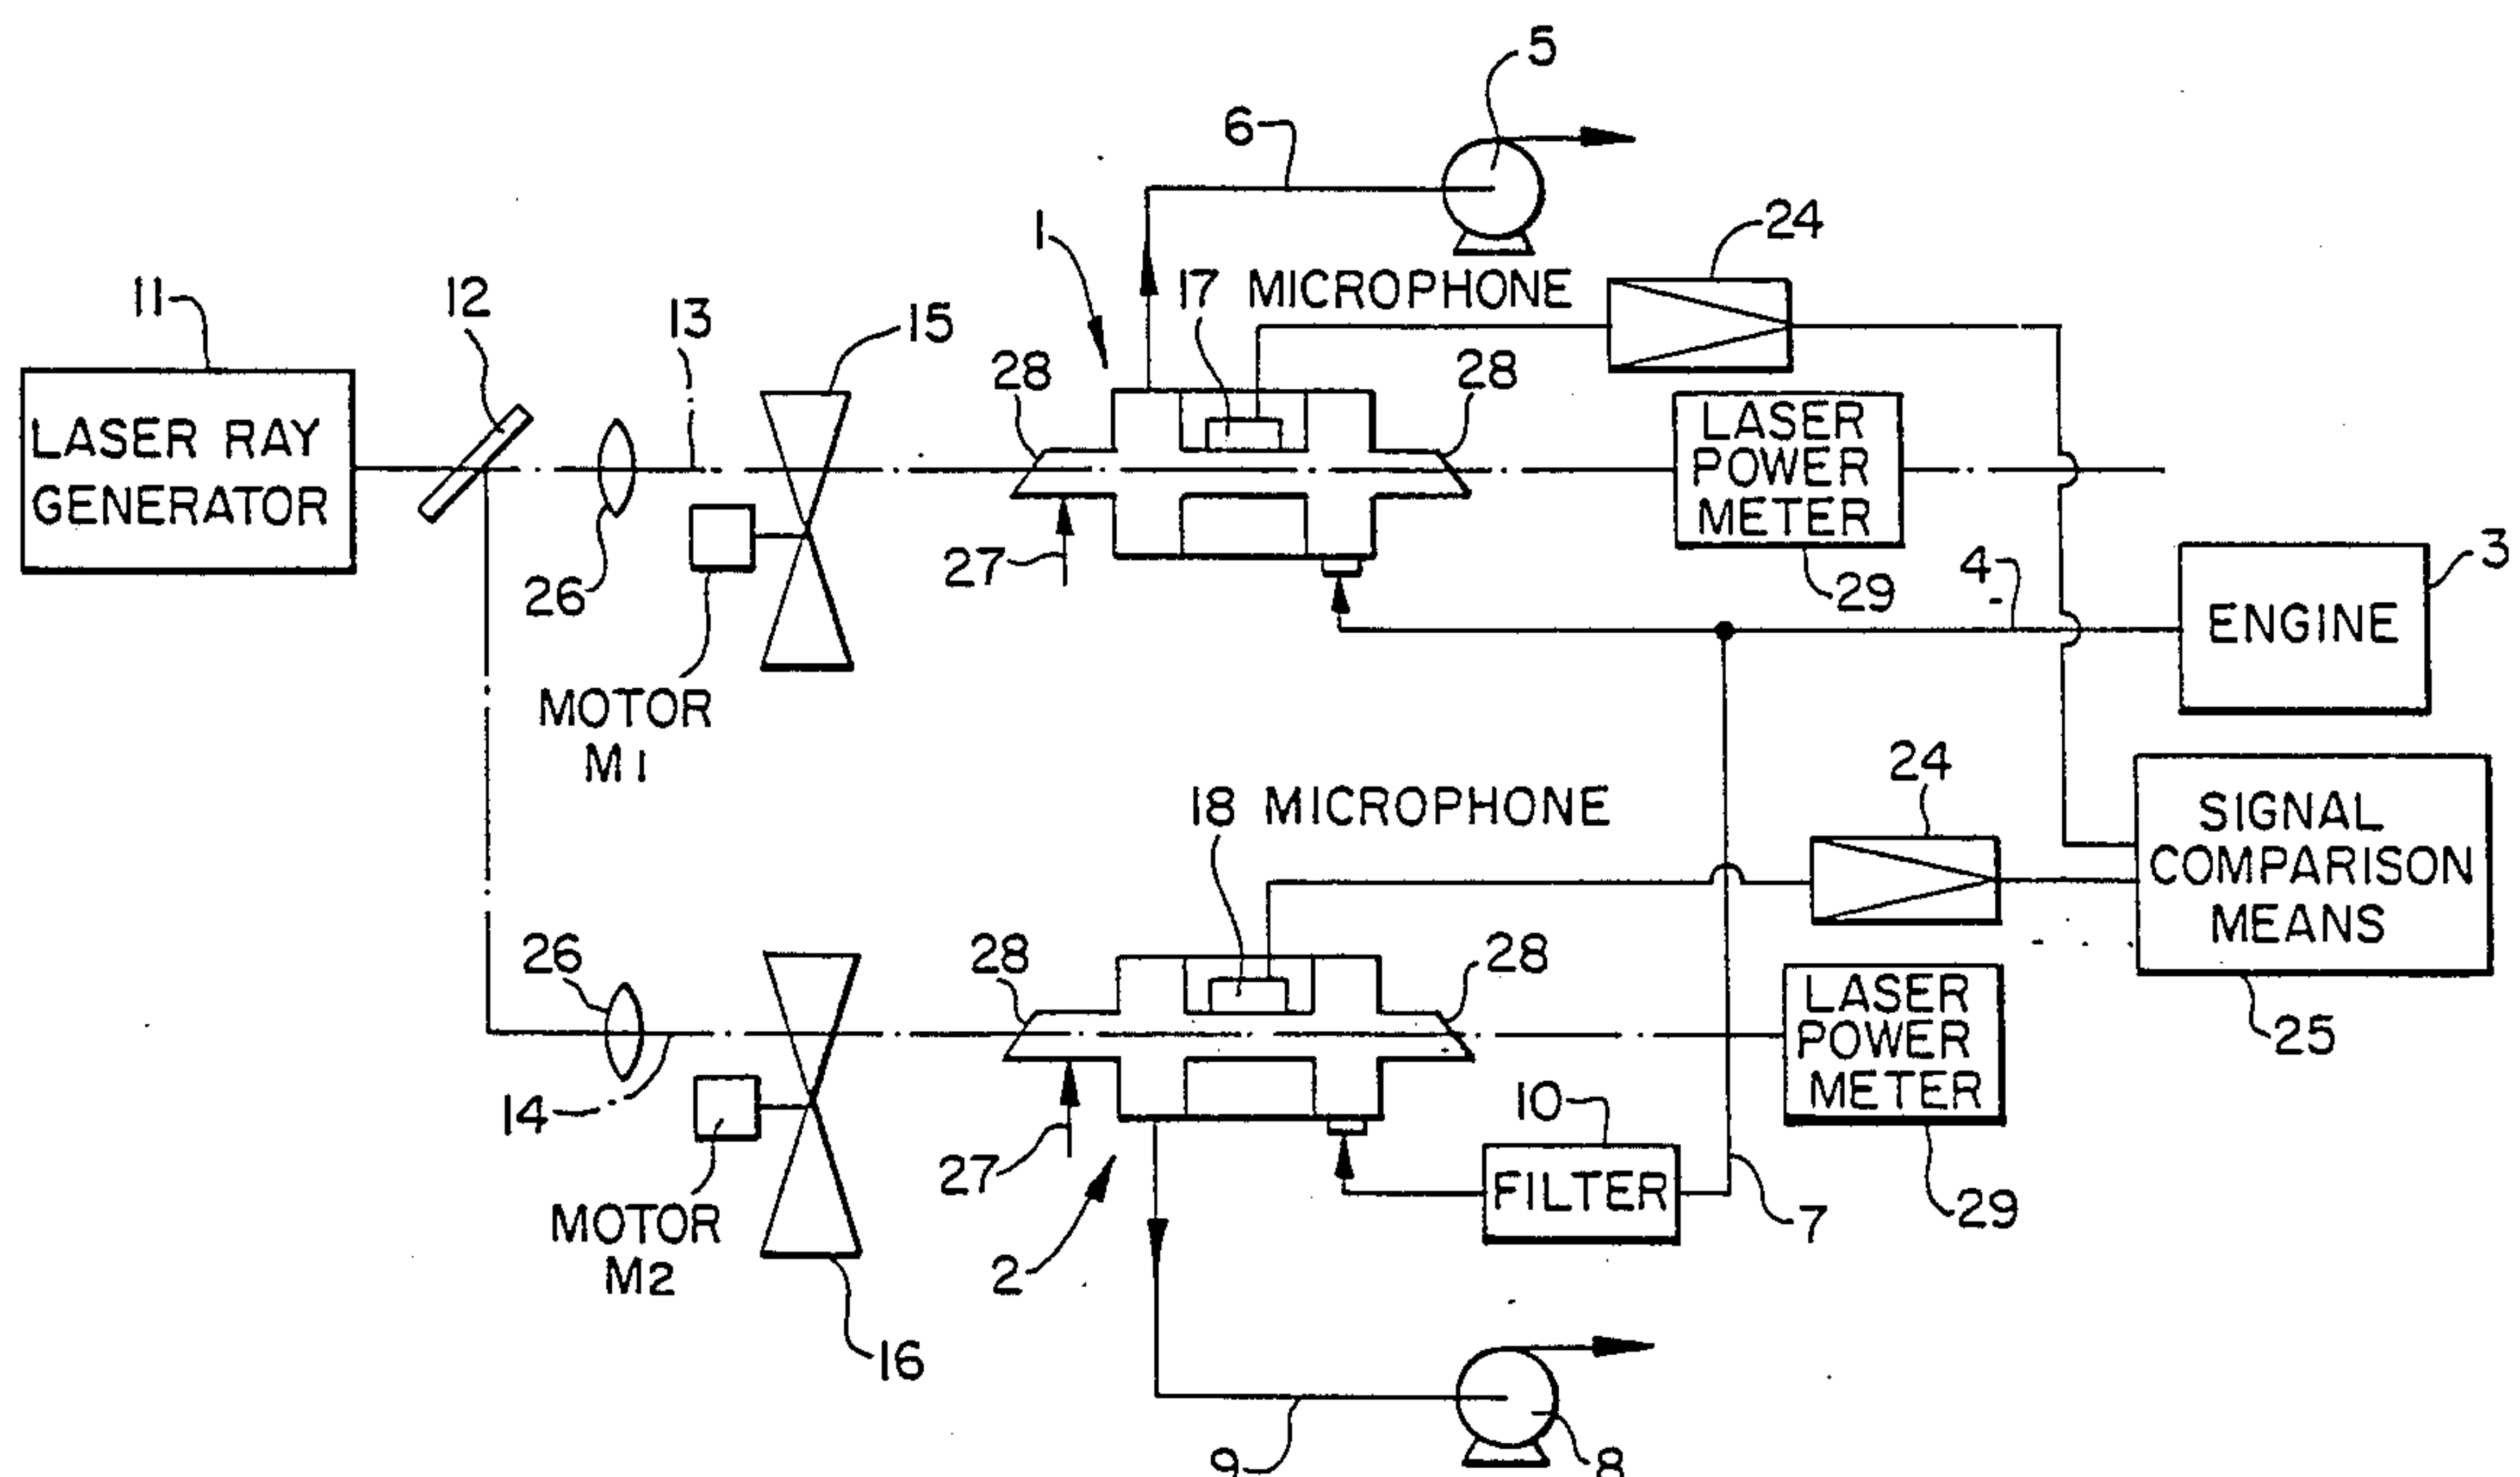 5
6
24
1
17 MICROPHONE
11
12
13
15
28
28
LASER RAY
GENERATOR
LASER
POWER
METER
26
27
29
4
3
ENGINE
MOTOR
M1
24
18 MICROPHONE
SIGNAL
COMPARISON
MEANS
26
28
28
LASER
POWER
METER
25
14
10
27
FILTER
7
29
MOTOR
M2
2
16
9
8